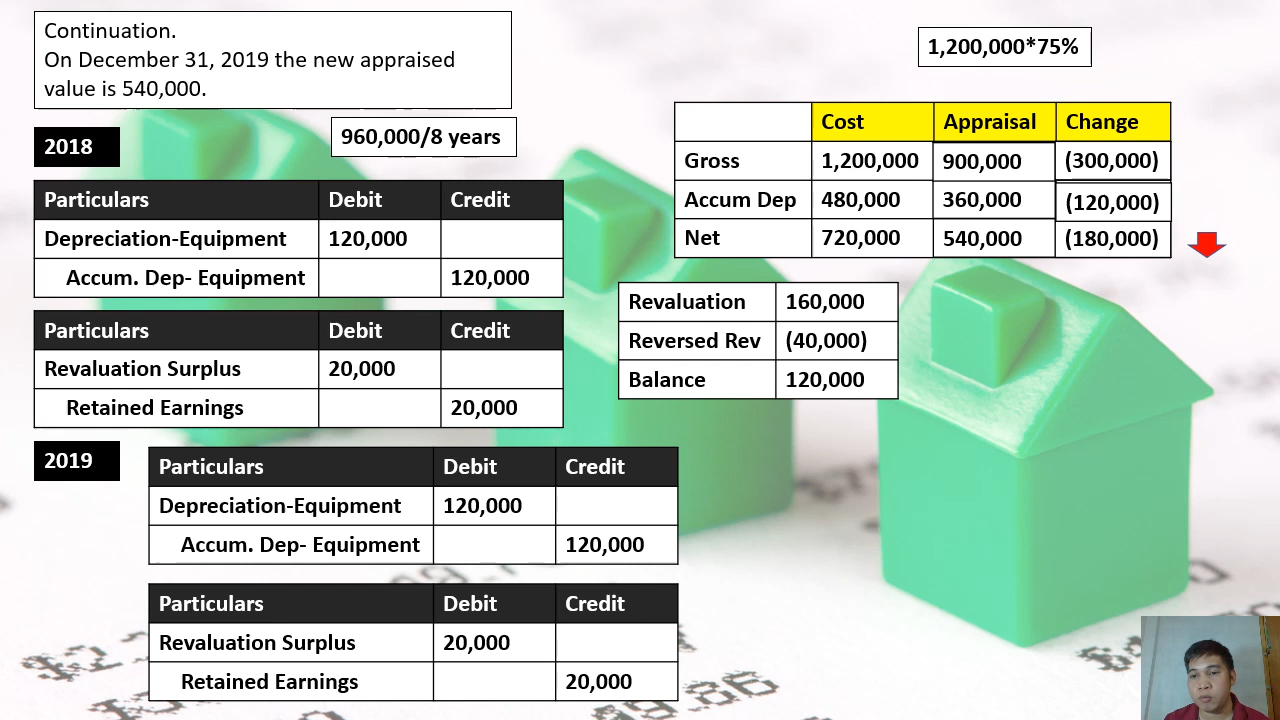 Continuation.
On December 31, 2019 the new appraised
value is 540,000.
1,200,000*75%
2018
960,000/8 years
Cost Appraisal Change
Gross 1,200,000 900,000 (300,000)
Accum Dep 480,000 360,000 (120,000)
Net 720,000 540,000 (180,000)
Particulars Debit Credit
Depreciation-Equipment 120,000
Accum. Dep- Equipment 120,000
Particulars Debit Credit
Revaluation Surplus 20,000
Retained Earnings 20,000
Revaluation 160,000
Reversed Rev (40,000)
Balance 120,000
2019
Particulars Debit Credit
Depreciation-Equipment 120,000
Accum. Dep- Equipment 120,000
Particulars Debit Credit
Revaluation Surplus 20,000
Retained Earnings 20,000